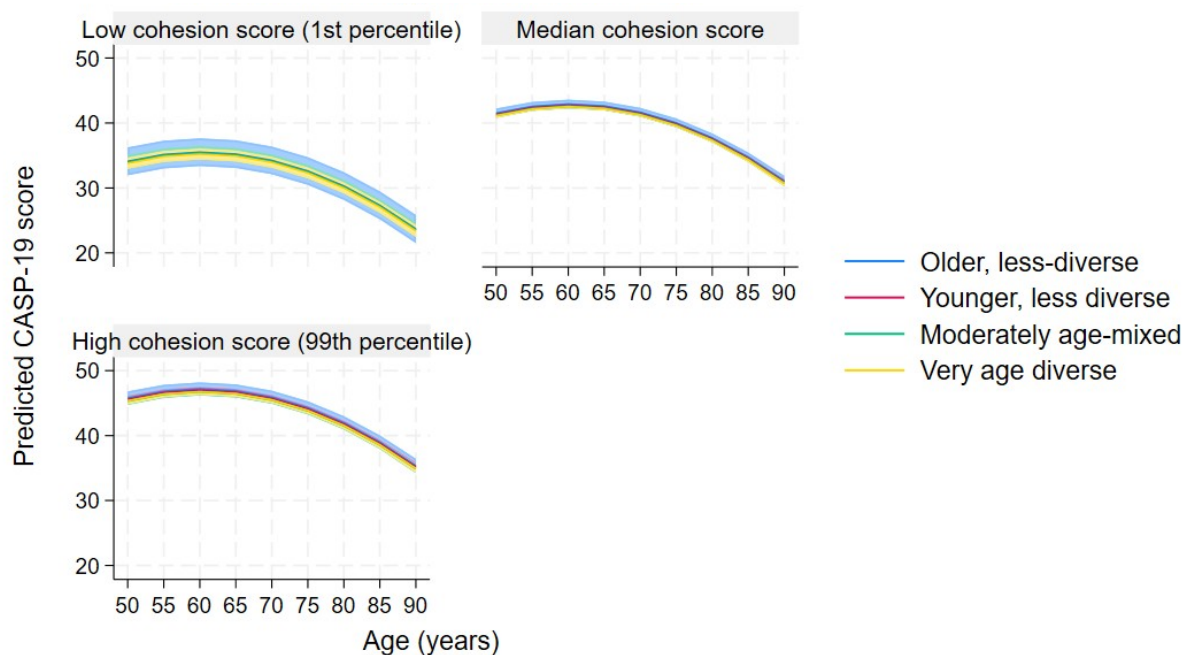 Low cohesion score (1st percentile)
Median cohesion score
50
40
30
20
50 55 60 65 70 75 80 85 90
High cohesion score (99th percentile)
50
40
30
20
50 55 60 65 70 75 80 85 90
Predicted CASP-19 score
Age (years)
Older, less-diverse
Younger, less diverse
Moderately age-mixed
Very age diverse